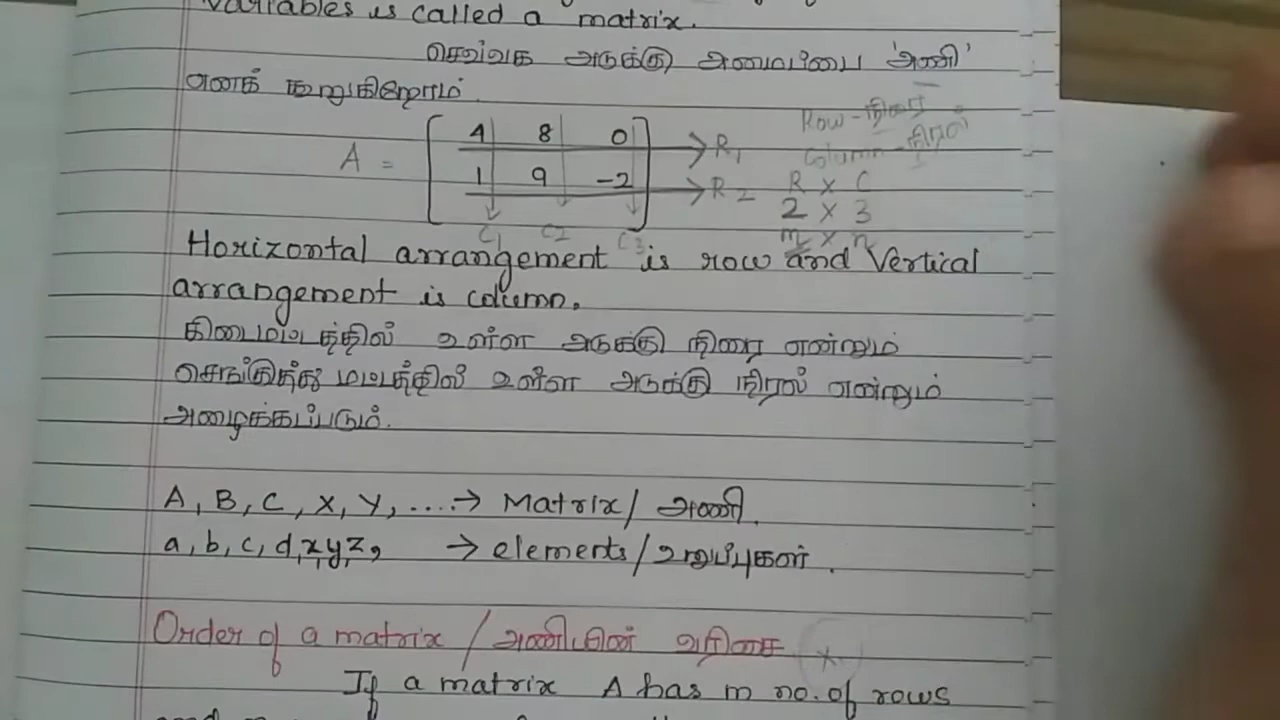 variables is called a matrix.
செவ்வக அடுக்கு அமைப்பை 'அணி'
எனக் கூறுகிறோம்.
Row - நிரை
Column - நிரல்
A = [ 4 8 0 → R1
1 9 -2 ] → R2
R x C
2 x 3
m x n
C1 C2 C3
Horizontal arrangement is row and Vertical
arrangement is column.
கிடைமட்டத்தில் உள்ள அடுக்கு நிரை என்றும்
செங்குத்து மட்டத்தில் உள்ள அடுக்கு நிரல் என்றும்
அழைக்கப்படும்.
A, B, C, X, Y, ....→ Matrix / அணி.
a, b, c, d, x, y, z, → elements / உறுப்புகள்.
Order of a matrix / அணியின் வரிசை x
If a matrix A has m no. of rows